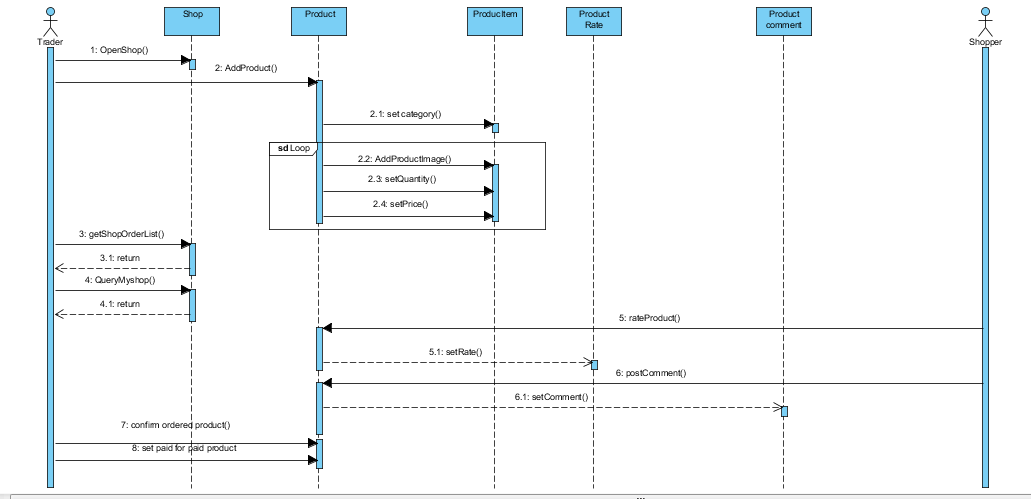 Shop
Product
ProductItem
Product
Rate
Product
comment
Trader
Shopper
1: OpenShop()
2: AddProduct()
2.1: set category()
sd Loop
2.2: AddProductImage()
2.3: setQuantity()
2.4: setPrice()
3: getShopOrderList()
3.1: return
4: QueryMyshop()
4.1: return
5: rateProduct()
5.1: setRate()
6: postComment()
6.1: setComment()
7: confirm ordered product()
8: set paid for paid product